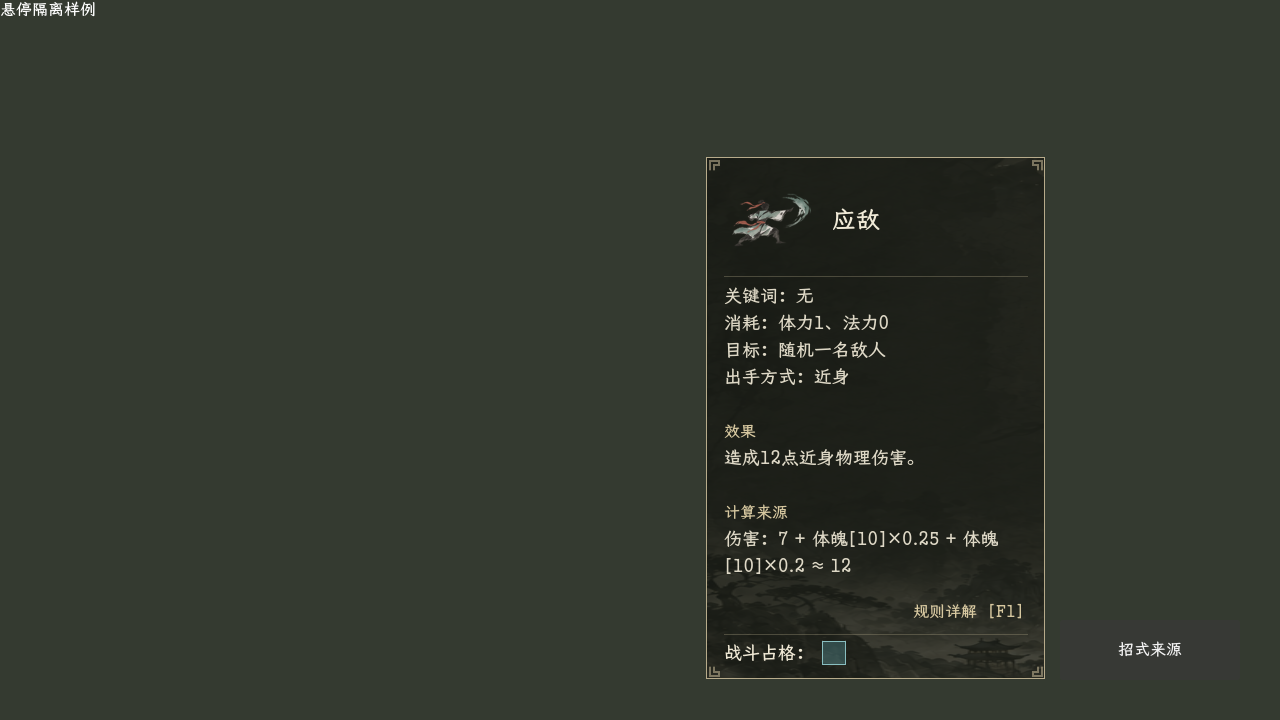 悬停隔离样例
应敌
关键词: 无
消耗: 体力1、法力0
目标: 随机一名敌人
出手方式: 近身
效果
造成12点近身物理伤害。
计算来源
伤害: 7 + 体魄[10]×0.25 + 体魄
[10]×0.2 ≈ 12
规则详解 [F1]
战斗占格:
招式来源